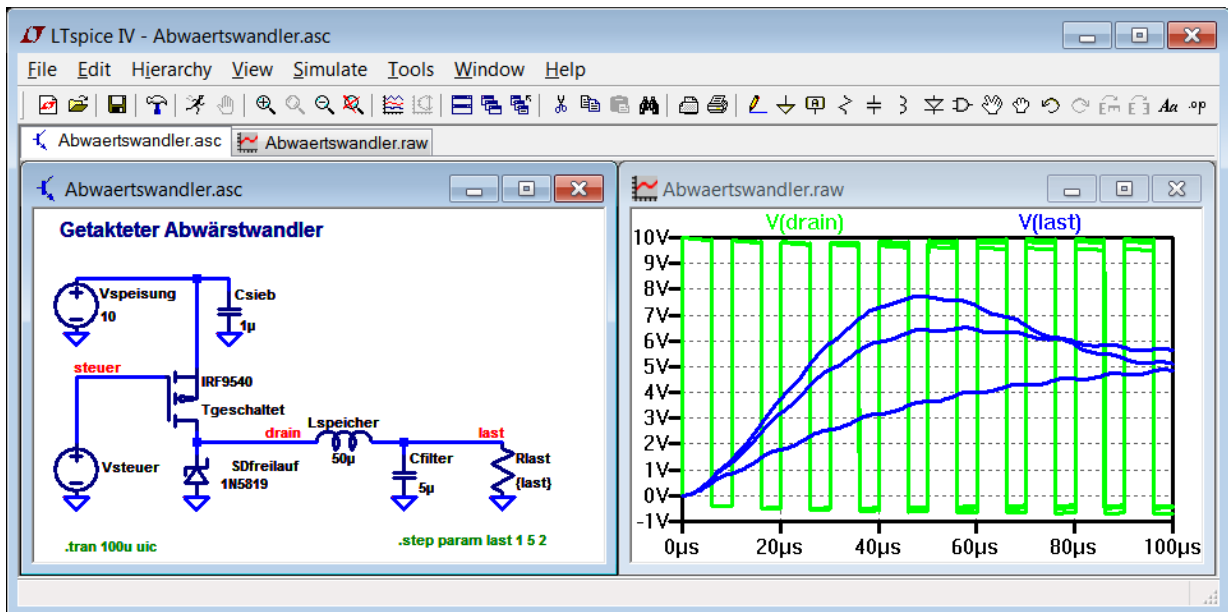 LTspice IV - Abwaertswandler.asc
File Edit Hierarchy View Simulate Tools Window Help
Aa .op
Abwaertswandler.asc Abwaertswandler.raw
Abwaertswandler.asc
Getakteter Abwärstwandler
Vspeisung
10
Csieb
1µ
steuer
IRF9540
Tgeschaltet
Lspeicher
drain
last
50µ
Vsteuer
SDfreilauf
1N5819
Cfilter
5µ
Rlast
{last}
.tran 100u uic
.step param last 1 5 2
Abwaertswandler.raw
V(drain) V(last)
10V
9V
8V
7V
6V
5V
4V
3V
2V
1V
0V
-1V
0µs 20µs 40µs 60µs 80µs 100µs